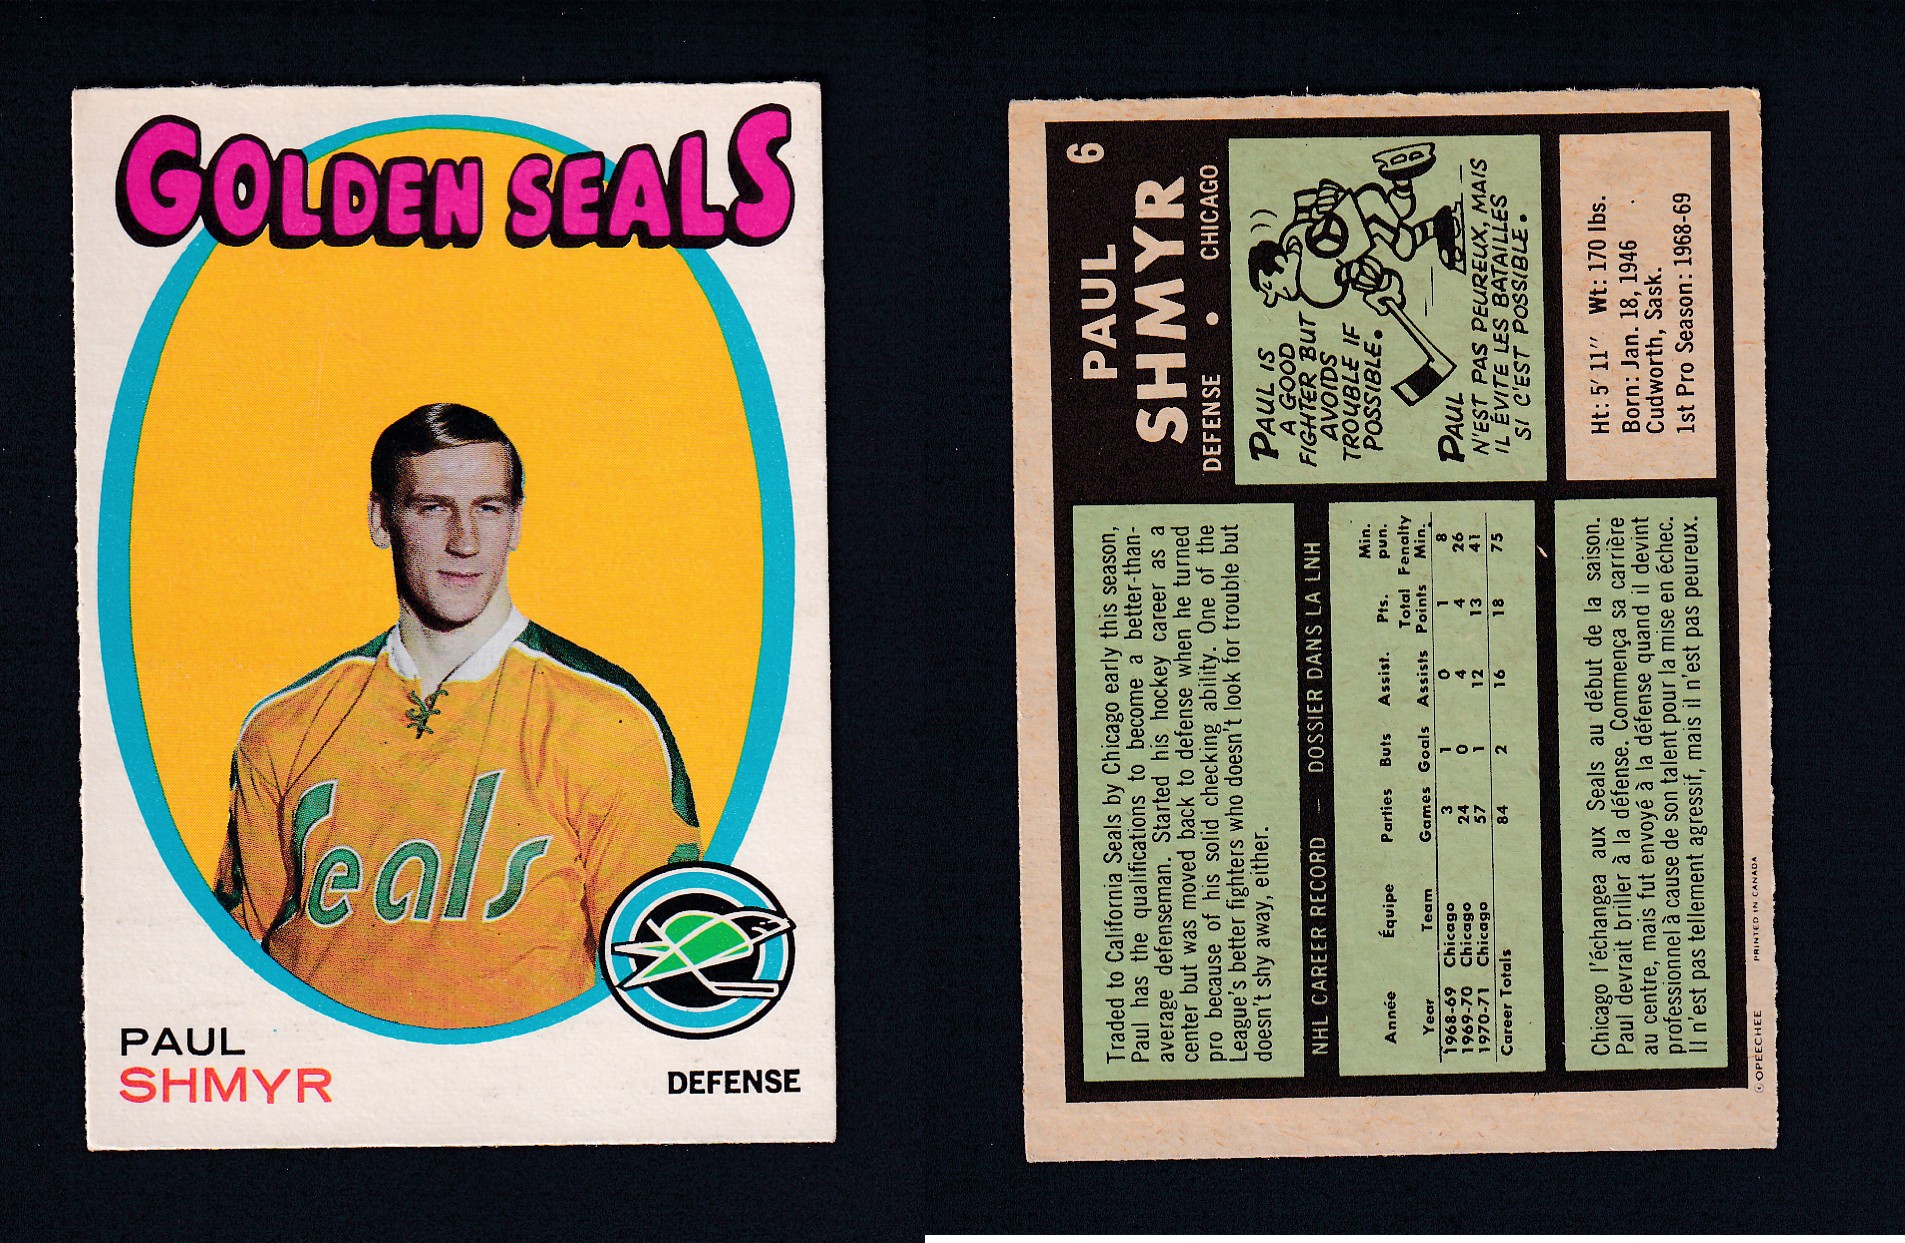 GOLDEN SEALS
Seals
PAUL
SHMYR
DEFENSE
6
PAUL
SHMYR
DEFENSE • CHICAGO
PAUL IS
A GOOD
FIGHTER BUT
AVOIDS
TROUBLE IF
POSSIBLE.
PAUL
N'EST PAS PEUREUX, MAIS
IL ÉVITE LES BATAILLES
SI C'EST POSSIBLE.
Ht: 5' 11" Wt: 170 lbs.
Born: Jan. 18, 1946
Cudworth, Sask.
1st Pro Season: 1968-69
Traded to California Seals by Chicago early this season,
Paul has the qualifications to become a better-than-
average defenseman. Started his hockey career as a
center but was moved back to defense when he turned
pro because of his solid checking ability. One of the
League's better fighters who doesn't look for trouble but
doesn't shy away, either.
NHL CAREER RECORD — DOSSIER DANS LA LNH
Année Équipe Parties Buts Assist. Pts. Min. pun.
Year Team Games Goals Assists Total Points Penalty Min.
1968-69 Chicago 3 1 0 1 8
1969-70 Chicago 24 0 4 4 26
1970-71 Chicago 57 1 12 13 41
Career Totals 84 2 16 18 75
Chicago l'échangea aux Seals au début de la saison.
Paul devrait briller à la défense. Commença sa carrière
au centre, mais fut envoyé à la défense quand il devint
professionnel à cause de son talent pour la mise en échec.
Il n'est pas tellement agressif, mais il n'est pas peureux.
© OPEECHEE PRINTED IN CANADA